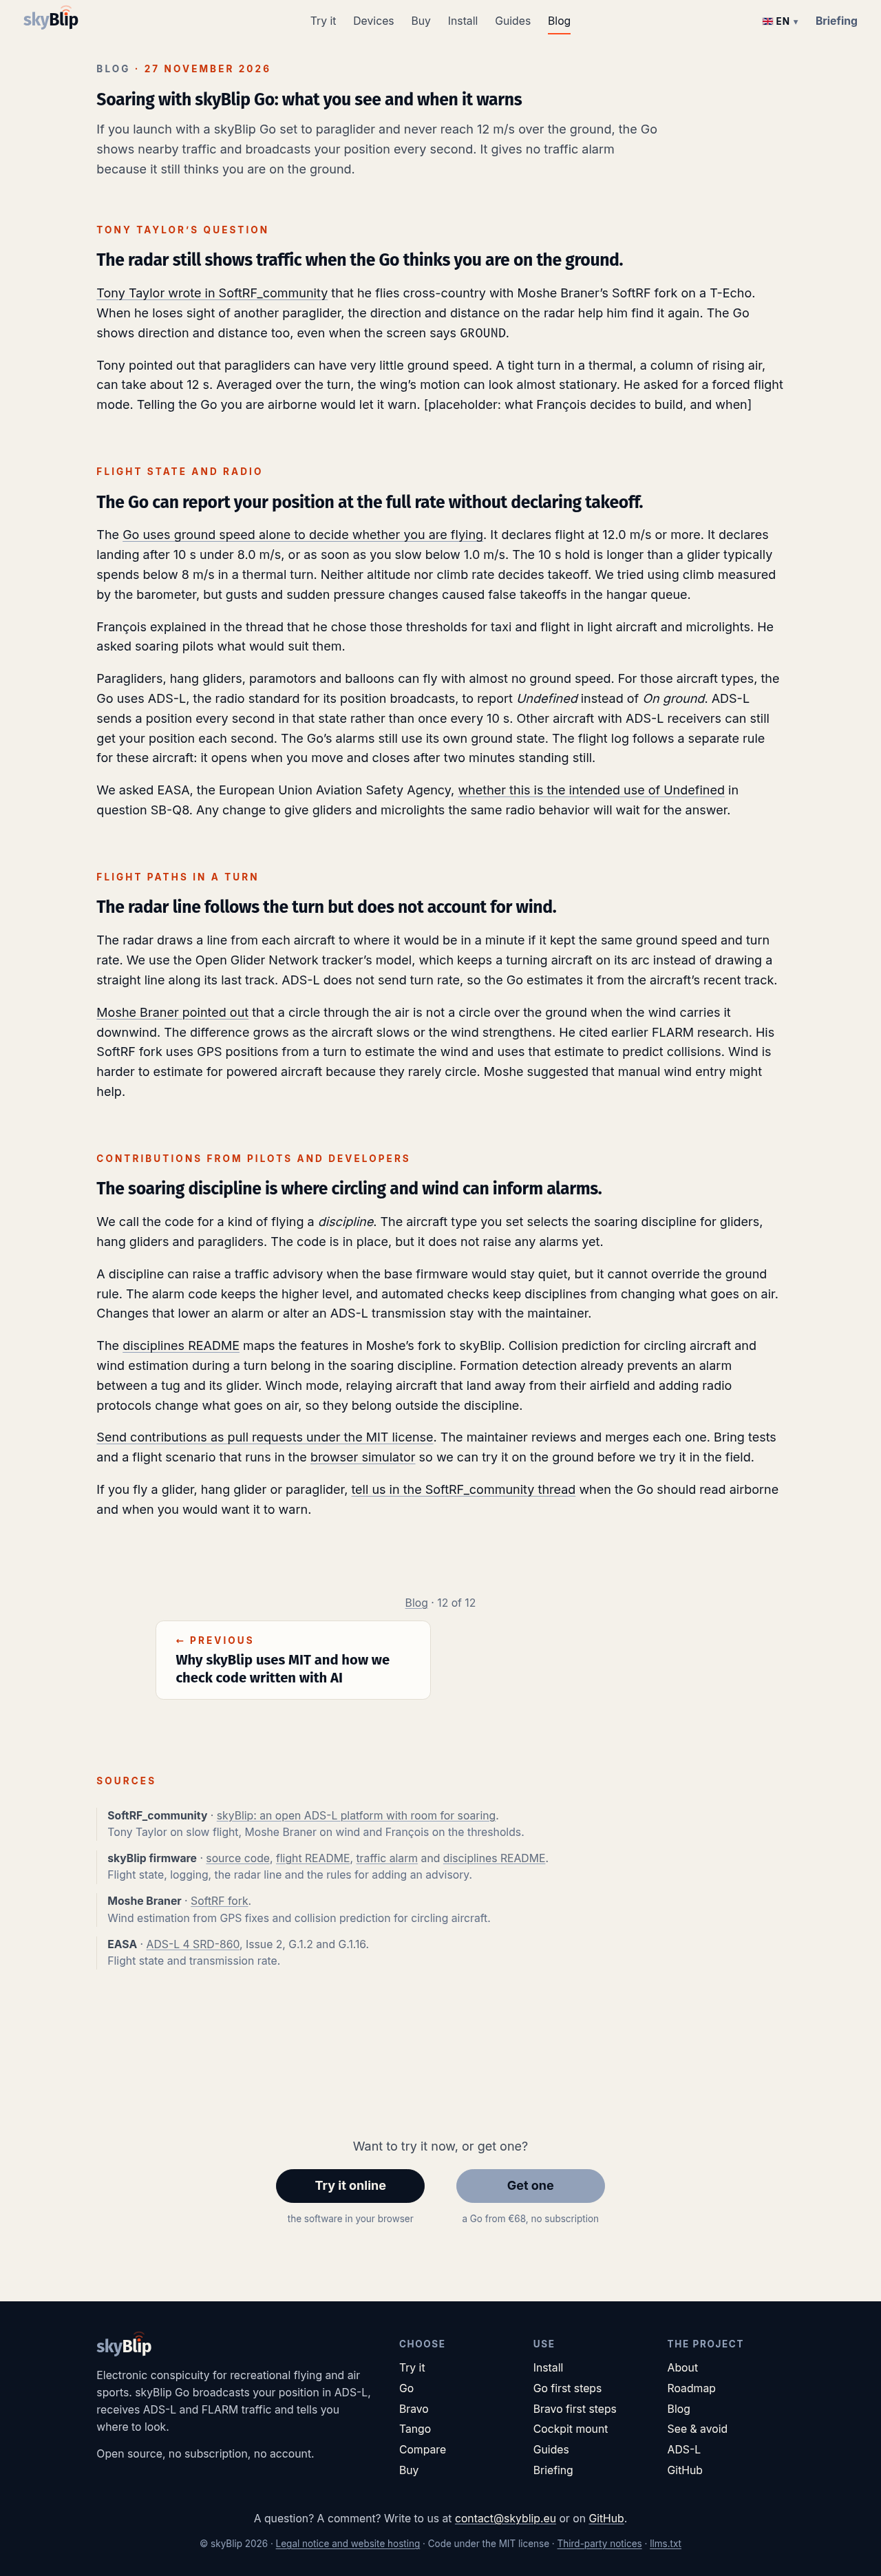 skyBlip
Try it Devices Buy Install Guides Blog
EN ▾ Briefing
BLOG · 27 NOVEMBER 2026
Soaring with skyBlip Go: what you see and when it warns
If you launch with a skyBlip Go set to paraglider and never reach 12 m/s over the ground, the Go
shows nearby traffic and broadcasts your position every second. It gives no traffic alarm
because it still thinks you are on the ground.
TONY TAYLOR’S QUESTION
The radar still shows traffic when the Go thinks you are on the ground.
Tony Taylor wrote in SoftRF_community that he flies cross-country with Moshe Braner’s SoftRF fork on a T-Echo.
When he loses sight of another paraglider, the direction and distance on the radar help him find it again. The Go
shows direction and distance too, even when the screen says GROUND.
Tony pointed out that paragliders can have very little ground speed. A tight turn in a thermal, a column of rising air,
can take about 12 s. Averaged over the turn, the wing’s motion can look almost stationary. He asked for a forced flight
mode. Telling the Go you are airborne would let it warn. [placeholder: what François decides to build, and when]
FLIGHT STATE AND RADIO
The Go can report your position at the full rate without declaring takeoff.
The Go uses ground speed alone to decide whether you are flying. It declares flight at 12.0 m/s or more. It declares
landing after 10 s under 8.0 m/s, or as soon as you slow below 1.0 m/s. The 10 s hold is longer than a glider typically
spends below 8 m/s in a thermal turn. Neither altitude nor climb rate decides takeoff. We tried using climb measured
by the barometer, but gusts and sudden pressure changes caused false takeoffs in the hangar queue.
François explained in the thread that he chose those thresholds for taxi and flight in light aircraft and microlights. He
asked soaring pilots what would suit them.
Paragliders, hang gliders, paramotors and balloons can fly with almost no ground speed. For those aircraft types, the
Go uses ADS-L, the radio standard for its position broadcasts, to report Undefined instead of On ground. ADS-L
sends a position every second in that state rather than once every 10 s. Other aircraft with ADS-L receivers can still
get your position each second. The Go’s alarms still use its own ground state. The flight log follows a separate rule
for these aircraft: it opens when you move and closes after two minutes standing still.
We asked EASA, the European Union Aviation Safety Agency, whether this is the intended use of Undefined in
question SB-Q8. Any change to give gliders and microlights the same radio behavior will wait for the answer.
FLIGHT PATHS IN A TURN
The radar line follows the turn but does not account for wind.
The radar draws a line from each aircraft to where it would be in a minute if it kept the same ground speed and turn
rate. We use the Open Glider Network tracker’s model, which keeps a turning aircraft on its arc instead of drawing a
straight line along its last track. ADS-L does not send turn rate, so the Go estimates it from the aircraft’s recent track.
Moshe Braner pointed out that a circle through the air is not a circle over the ground when the wind carries it
downwind. The difference grows as the aircraft slows or the wind strengthens. He cited earlier FLARM research. His
SoftRF fork uses GPS positions from a turn to estimate the wind and uses that estimate to predict collisions. Wind is
harder to estimate for powered aircraft because they rarely circle. Moshe suggested that manual wind entry might
help.
CONTRIBUTIONS FROM PILOTS AND DEVELOPERS
The soaring discipline is where circling and wind can inform alarms.
We call the code for a kind of flying a discipline. The aircraft type you set selects the soaring discipline for gliders,
hang gliders and paragliders. The code is in place, but it does not raise any alarms yet.
A discipline can raise a traffic advisory when the base firmware would stay quiet, but it cannot override the ground
rule. The alarm code keeps the higher level, and automated checks keep disciplines from changing what goes on air.
Changes that lower an alarm or alter an ADS-L transmission stay with the maintainer.
The disciplines README maps the features in Moshe’s fork to skyBlip. Collision prediction for circling aircraft and
wind estimation during a turn belong in the soaring discipline. Formation detection already prevents an alarm
between a tug and its glider. Winch mode, relaying aircraft that land away from their airfield and adding radio
protocols change what goes on air, so they belong outside the discipline.
Send contributions as pull requests under the MIT license. The maintainer reviews and merges each one. Bring tests
and a flight scenario that runs in the browser simulator so we can try it on the ground before we try it in the field.
If you fly a glider, hang glider or paraglider, tell us in the SoftRF_community thread when the Go should read airborne
and when you would want it to warn.
Blog · 12 of 12
← PREVIOUS
Why skyBlip uses MIT and how we
check code written with AI
SOURCES
SoftRF_community · skyBlip: an open ADS-L platform with room for soaring.
Tony Taylor on slow flight, Moshe Braner on wind and François on the thresholds.
skyBlip firmware · source code, flight README, traffic alarm and disciplines README.
Flight state, logging, the radar line and the rules for adding an advisory.
Moshe Braner · SoftRF fork.
Wind estimation from GPS fixes and collision prediction for circling aircraft.
EASA · ADS-L 4 SRD-860, Issue 2, G.1.2 and G.1.16.
Flight state and transmission rate.
Want to try it now, or get one?
Try it online
Get one
the software in your browser
a Go from €68, no subscription
skyBlip
Electronic conspicuity for recreational flying and air
sports. skyBlip Go broadcasts your position in ADS-L,
receives ADS-L and FLARM traffic and tells you
where to look.
Open source, no subscription, no account.
CHOOSE
Try it
Go
Bravo
Tango
Compare
Buy
USE
Install
Go first steps
Bravo first steps
Cockpit mount
Guides
Briefing
THE PROJECT
About
Roadmap
Blog
See & avoid
ADS-L
GitHub
A question? A comment? Write to us at contact@skyblip.eu or on GitHub.
© skyBlip 2026 · Legal notice and website hosting · Code under the MIT license · Third-party notices · llms.txt